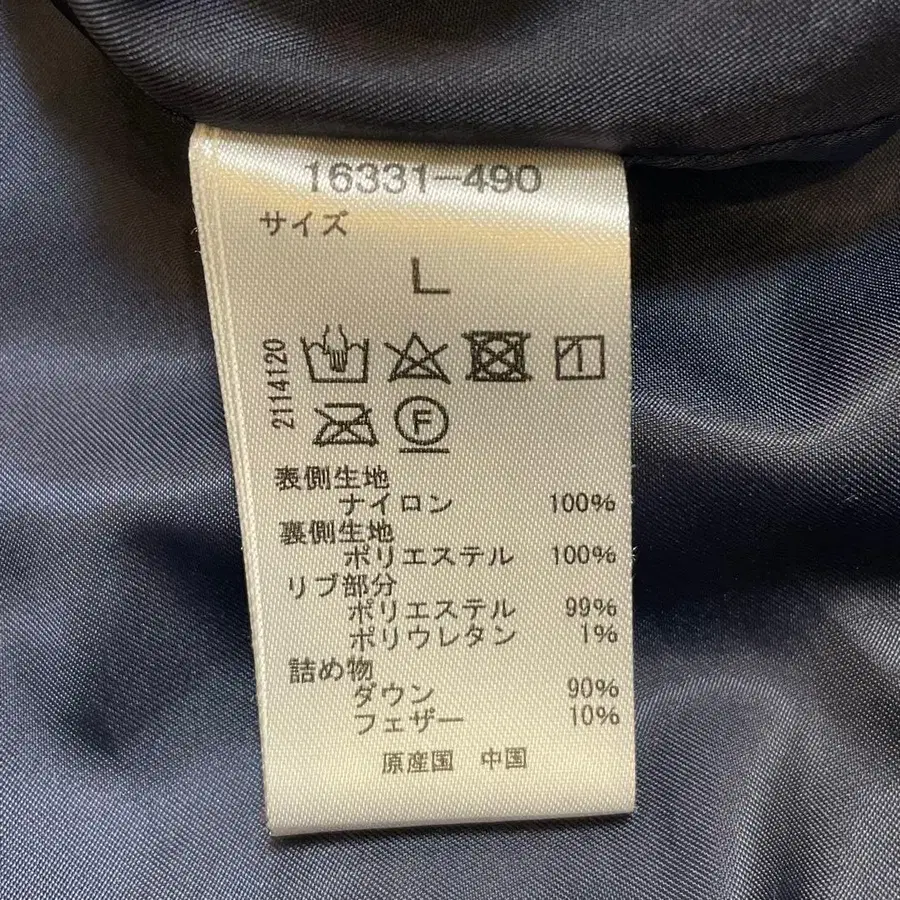 16331-490
サイズ
L
2114120
F
表側生地
ナイロン 100%
裏側生地
ポリエステル 100%
リブ部分
ポリエステル 99%
ポリウレタン 1%
詰め物
ダウン 90%
フェザー 10%
原産国 中国